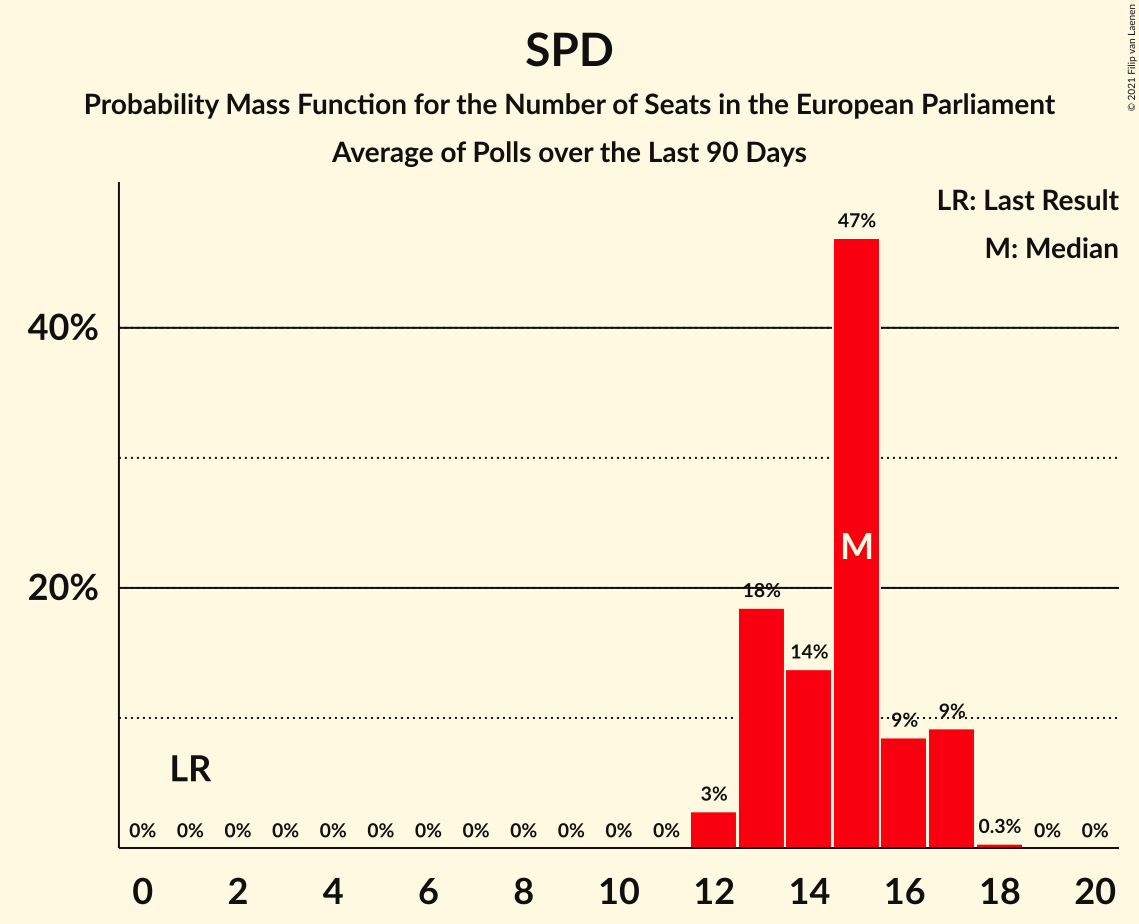 SPD
Probability Mass Function for the Number of Seats in the European Parliament
Average of Polls over the Last 90 Days
© 2021 Filip van Laenen
LR: Last Result
M: Median
47%
40%
M
20%
18%
14%
9%
9%
LR
3%
0% 0% 0% 0% 0% 0% 0% 0% 0% 0% 0% 0% 0.3% 0% 0%
0 2 4 6 8 10 12 14 16 18 20